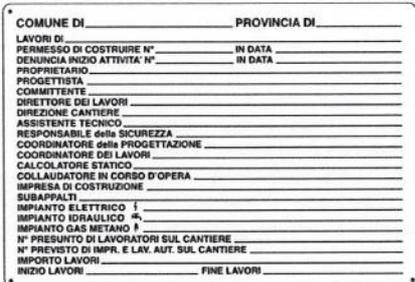 COMUNE DI PROVINCIA DI
LAVORI DI
PERMESSO DI COSTRUIRE N° IN DATA
DENUNCIA INIZIO ATTIVITA' N° IN DATA
PROPRIETARIO
PROGETTISTA
COMMITTENTE
DIRETTORE DEI LAVORI
DIREZIONE CANTIERE
ASSISTENTE TECNICO
RESPONSABILE della SICUREZZA
COORDINATORE della PROGETTAZIONE
COORDINATORE DEI LAVORI
CALCOLATORE STATICO
COLLAUDATORE IN CORSO D'OPERA
IMPRESA DI COSTRUZIONE
SUBAPPALTI
IMPIANTO ELETTRICO
IMPIANTO IDRAULICO
IMPIANTO GAS METANO
N° PRESUNTO DI LAVORATORI SUL CANTIERE
N° PREVISTO DI IMPR. E LAV. AUT. SUL CANTIERE
IMPORTO LAVORI
INIZIO LAVORI FINE LAVORI